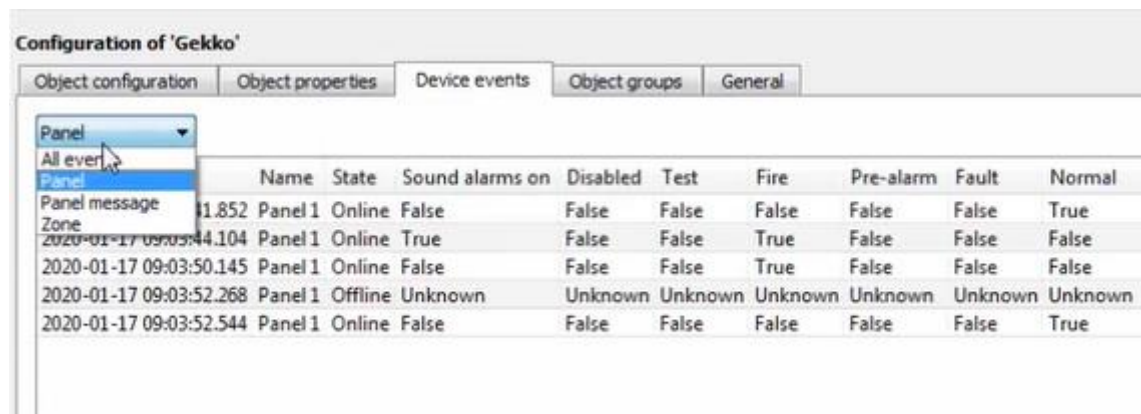 Configuration of 'Gekko'
Object configuration Object properties Device events Object groups General
Panel
All
Panel
Panel message
Zone
Name State Sound alarms on Disabled Test Fire Pre-alarm Fault Normal
41.852 Panel 1 Online False False False False False False True
2020-01-17 09:03:44.104 Panel 1 Online True False False True False False False
2020-01-17 09:03:50.145 Panel 1 Online False False False True False False False
2020-01-17 09:03:52.268 Panel 1 Offline Unknown Unknown Unknown Unknown Unknown Unknown Unknown
2020-01-17 09:03:52.544 Panel 1 Online False False False False False False True